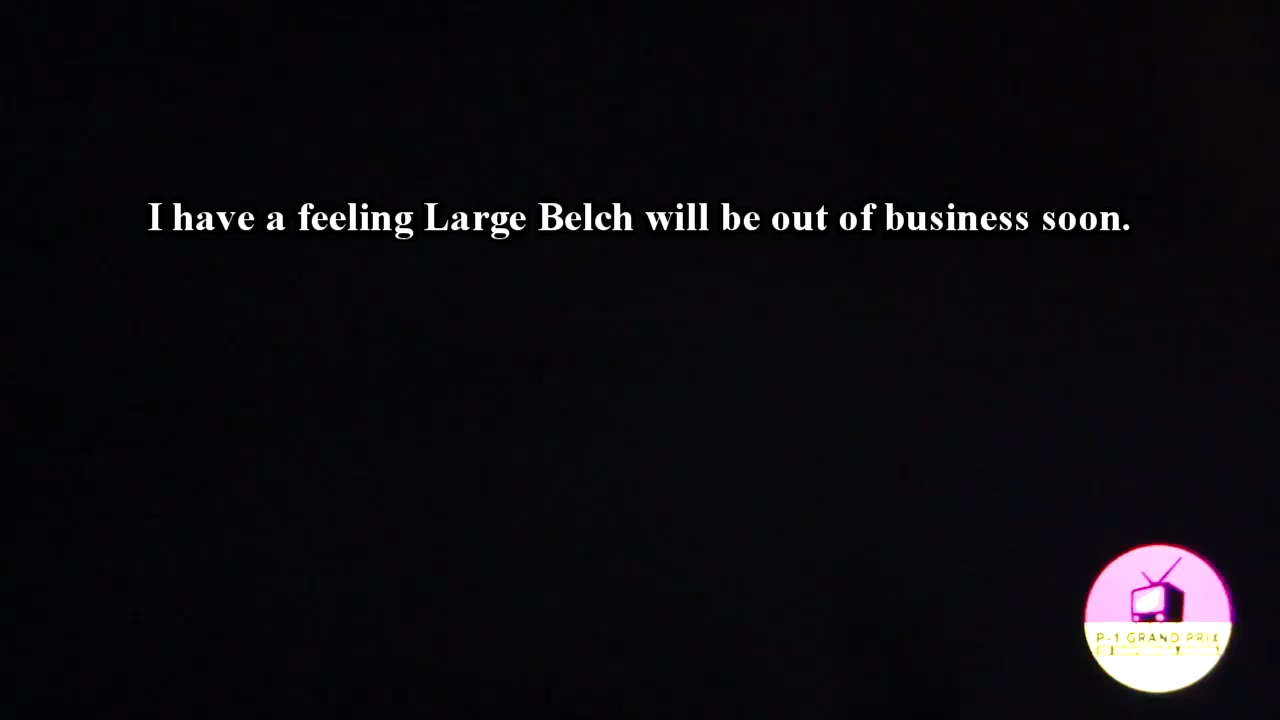 I have a feeling Large Belch will be out of business soon.
P-1 GRAND PRIX